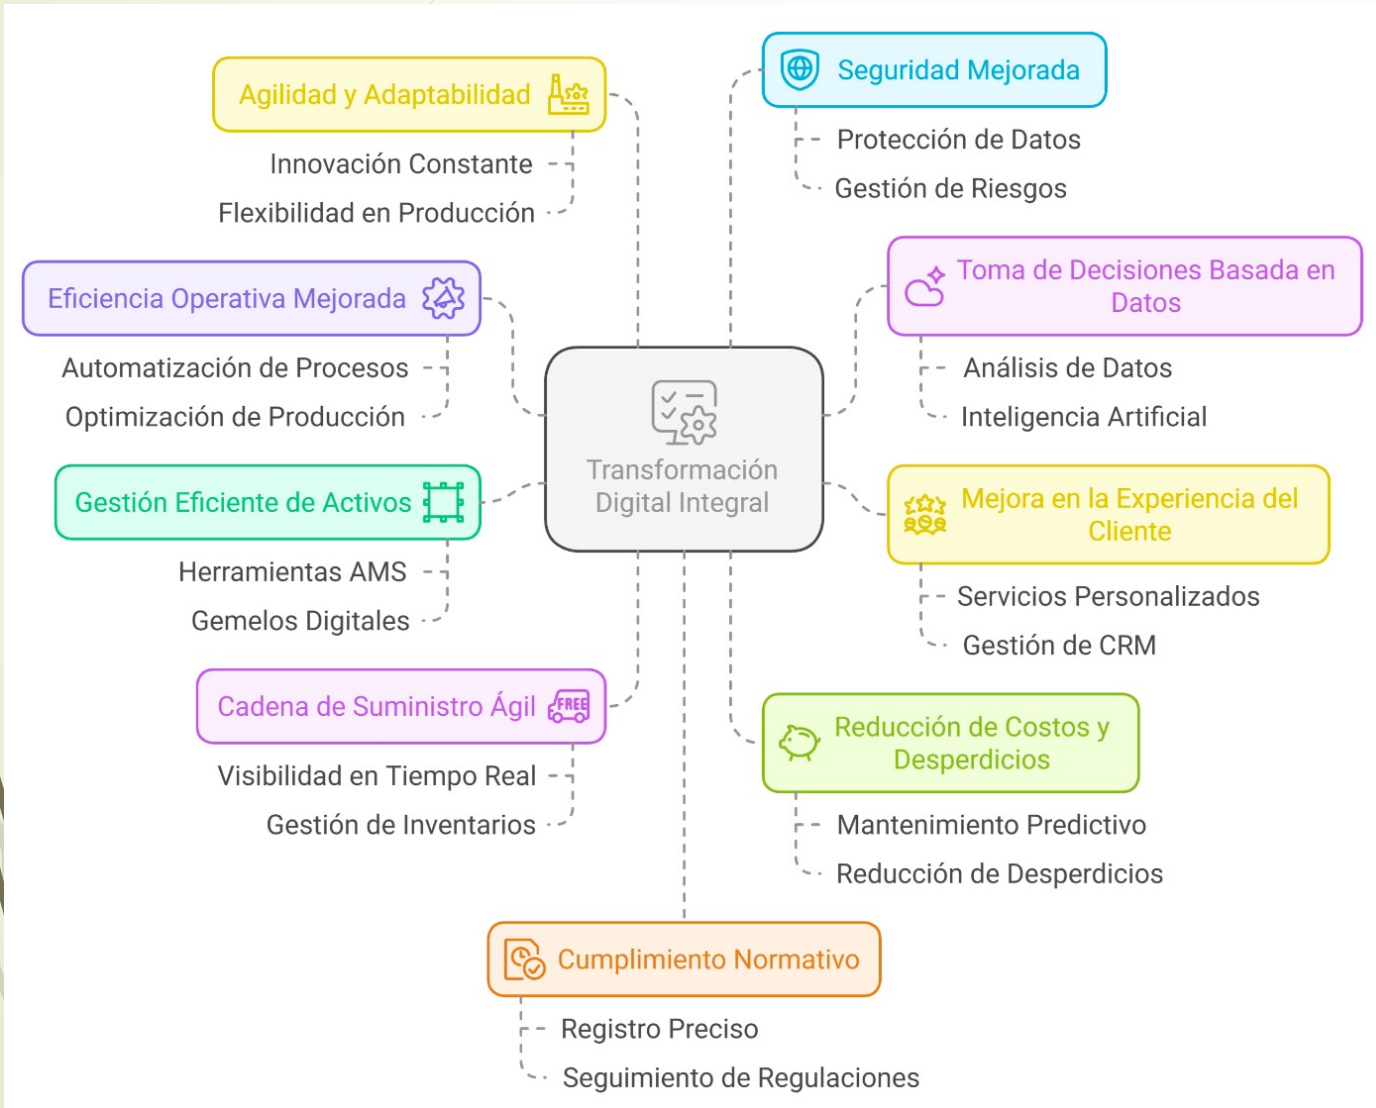 Agilidad y Adaptabilidad
Innovación Constante
Flexibilidad en Producción
Eficiencia Operativa Mejorada
Automatización de Procesos
Optimización de Producción
Gestión Eficiente de Activos
Herramientas AMS
Gemelos Digitales
Cadena de Suministro Ágil
FREE
Visibilidad en Tiempo Real
Gestión de Inventarios
Transformación
Digital Integral
Seguridad Mejorada
Protección de Datos
Gestión de Riesgos
Toma de Decisiones Basada en
Datos
Análisis de Datos
Inteligencia Artificial
Mejora en la Experiencia del
Cliente
Servicios Personalizados
Gestión de CRM
Reducción de Costos y
Desperdicios
Mantenimiento Predictivo
Reducción de Desperdicios
Cumplimiento Normativo
Registro Preciso
Seguimiento de Regulaciones